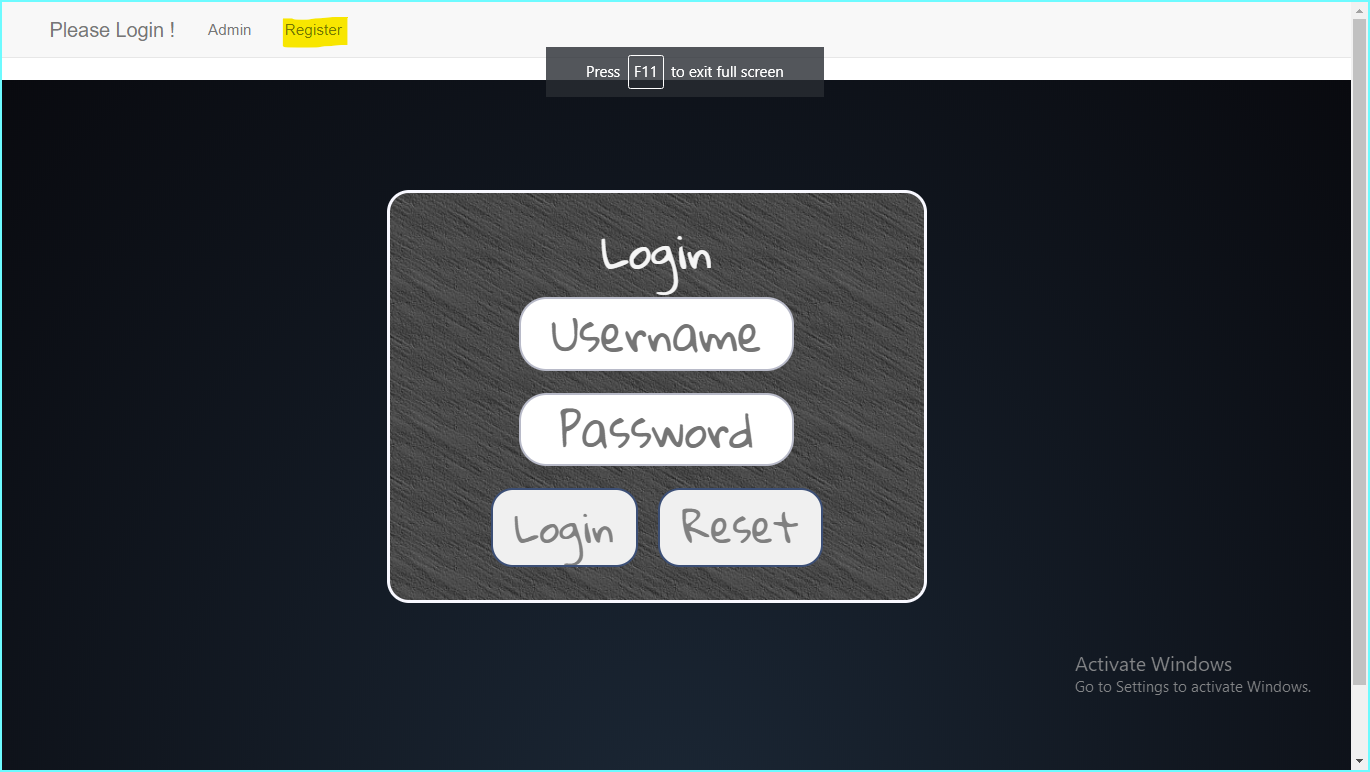 Please Login ! Admin Register
Press F11 to exit full screen
Login
Username
Password
Login Reset
Activate Windows
Go to Settings to activate Windows.